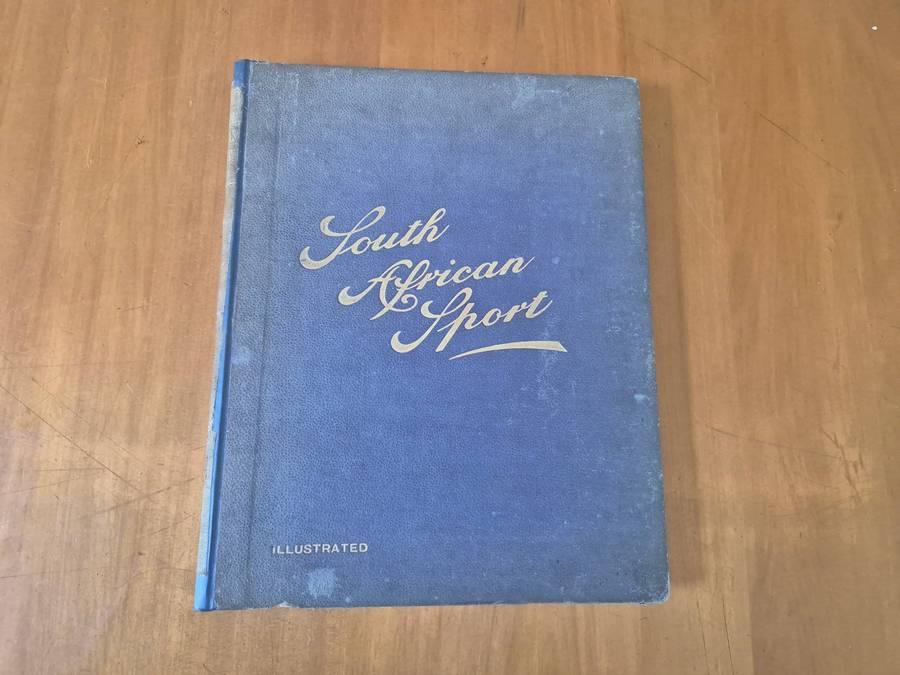 South
African
Sport
ILLUSTRATED